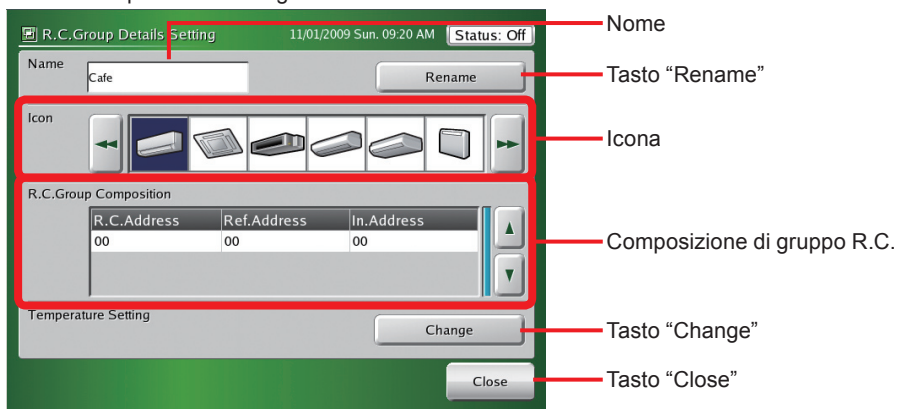 R.C.Group Details Setting 11/01/2009 Sun. 09:20 AM Status: Off
Nome
Name
Cafe
Rename
Tasto “Rename”
Icon
Icona
R.C.Group Composition
R.C.Address Ref.Address In.Address
00 00 00
Composizione di gruppo R.C.
Temperature Setting
Change
Tasto “Change”
Close
Tasto “Close”